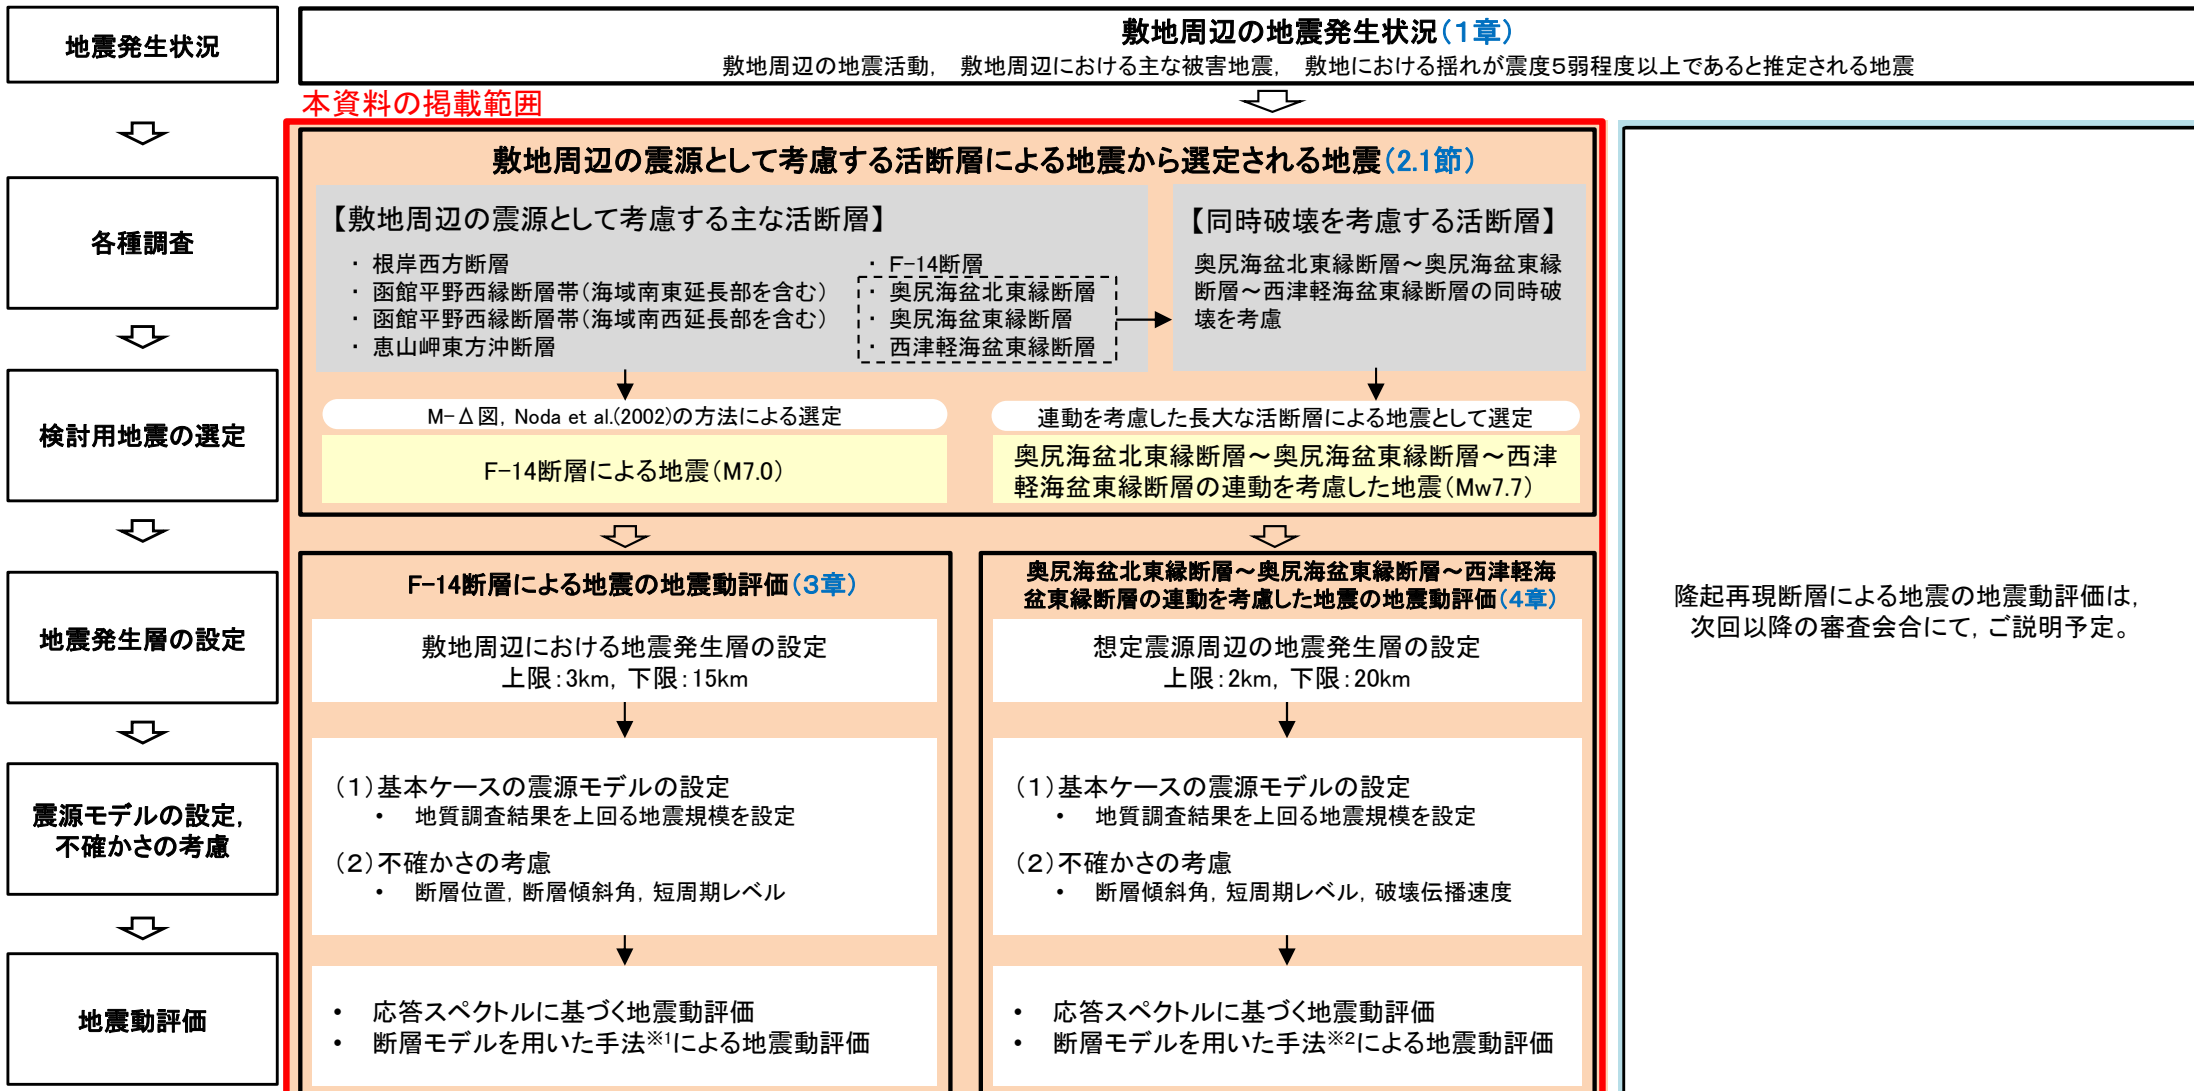 地震発生状況
敷地周辺の地震発生状況(1章)
敷地周辺の地震活動, 敷地周辺における主な被害地震, 敷地における揺れが震度5弱程度以上であると推定される地震
本資料の掲載範囲
敷地周辺の震源として考慮する活断層による地震から選定される地震(2.1節)
各種調査
【敷地周辺の震源として考慮する主な活断層】
・ 根岸西方断層
・ 函館平野西縁断層帯(海域南東延長部を含む)
・ 函館平野西縁断層帯(海域南西延長部を含む)
・ 恵山岬東方沖断層
・ F-14断層
・ 奥尻海盆北東縁断層
・ 奥尻海盆東縁断層
・ 西津軽海盆東縁断層
【同時破壊を考慮する活断層】
奥尻海盆北東縁断層～奥尻海盆東縁
断層～西津軽海盆東縁断層の同時破
壊を考慮
検討用地震の選定
M-Δ図, Noda et al.(2002)の方法による選定
F-14断層による地震(M7.0)
連動を考慮した長大な活断層による地震として選定
奥尻海盆北東縁断層～奥尻海盆東縁断層～西津
軽海盆東縁断層の連動を考慮した地震(Mw7.7)
地震発生層の設定
F-14断層による地震の地震動評価(3章)
敷地周辺における地震発生層の設定
上限:3km, 下限:15km
奥尻海盆北東縁断層～奥尻海盆東縁断層～西津軽海
盆東縁断層の連動を考慮した地震の地震動評価(4章)
想定震源周辺の地震発生層の設定
上限:2km, 下限:20km
隆起再現断層による地震の地震動評価は,
次回以降の審査会合にて, ご説明予定。
震源モデルの設定,
不確かさの考慮
(1)基本ケースの震源モデルの設定
• 地質調査結果を上回る地震規模を設定
(2)不確かさの考慮
• 断層位置, 断層傾斜角, 短周期レベル
(1)基本ケースの震源モデルの設定
• 地質調査結果を上回る地震規模を設定
(2)不確かさの考慮
• 断層傾斜角, 短周期レベル, 破壊伝播速度
地震動評価
• 応答スペクトルに基づく地震動評価
• 断層モデルを用いた手法※1による地震動評価
• 応答スペクトルに基づく地震動評価
• 断層モデルを用いた手法※2による地震動評価